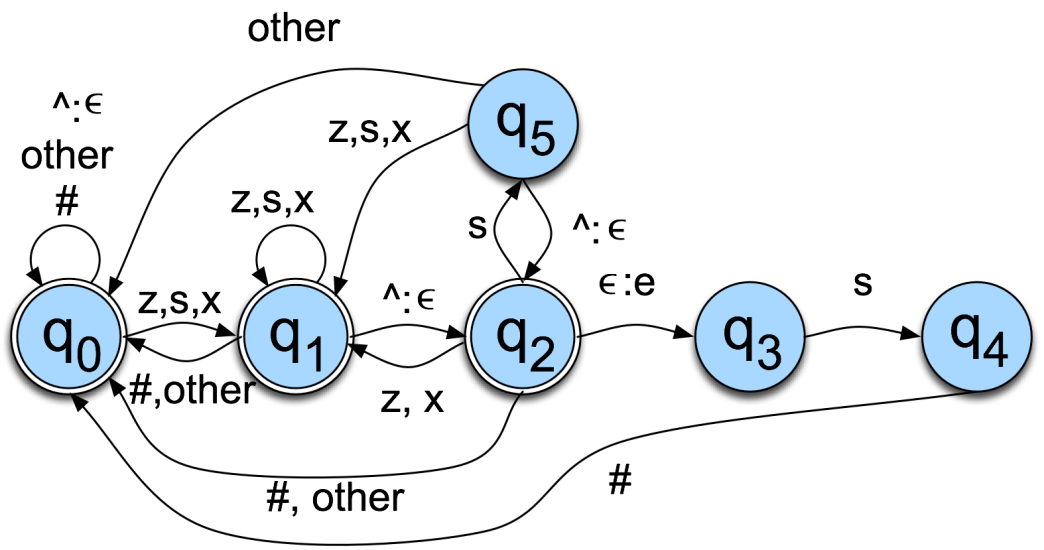 other
^:ϵ
other
#
z,s,x
q5
z,s,x
s
^:ϵ
ϵ:e
s
z,s,x
^:ϵ
q0
q1
q2
q3
q4
#,other
z, x
#, other
#